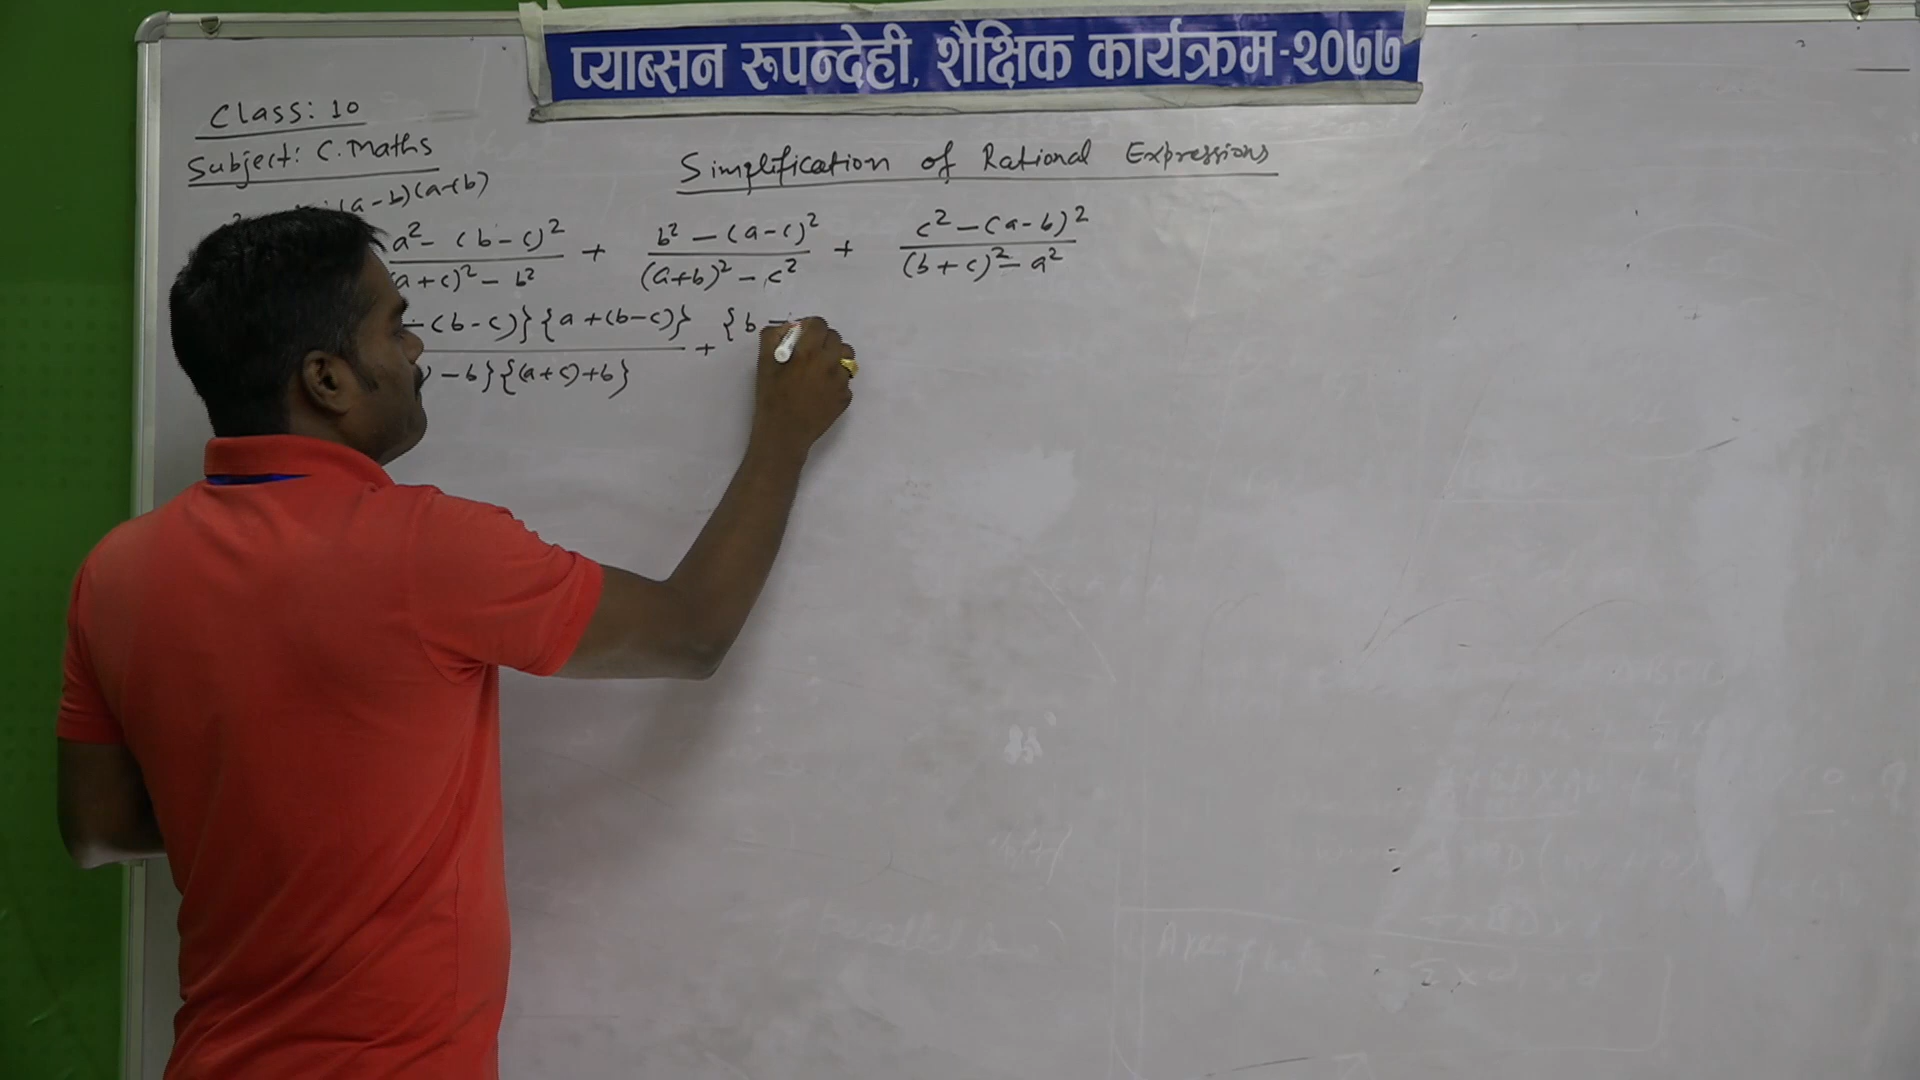 प्याब्सन रुपन्देही, शैक्षिक कार्यक्रम-२०७७
Class: 10
Subject: C. Maths
Simplification of Rational Expressions
(a-b)(a+b)
a² - (b-c)² + b² - (a-c)² + c² - (a-b)²
(a+c)² - b² (a+b)² - c² (b+c)² - a²
-(b-c)}{a+(b-c)} + {b -
) - b}{(a+c)+b}